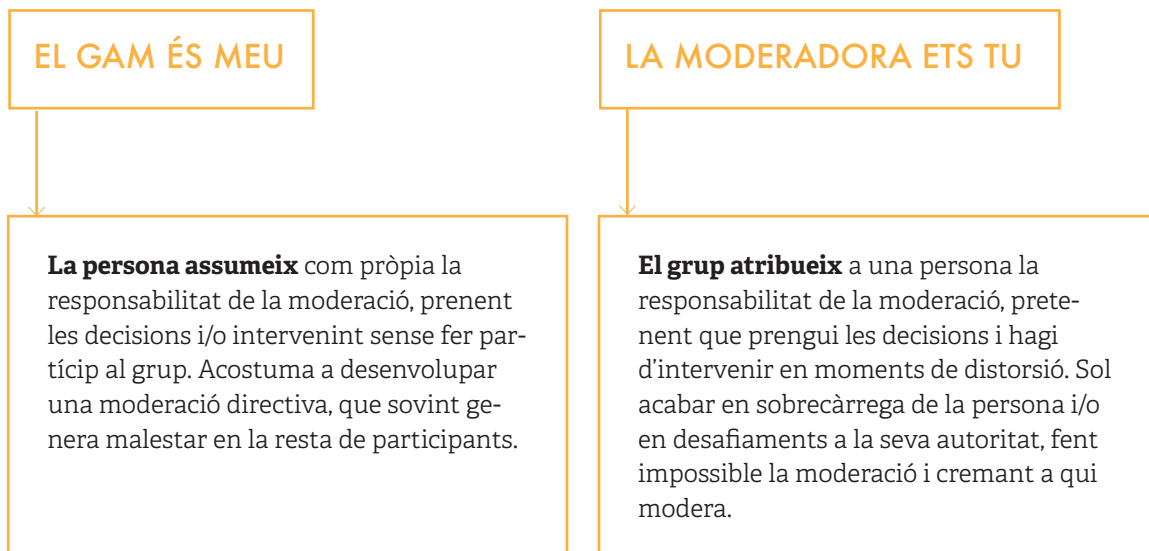 EL GAM ÉS MEU
La persona assumeix com pròpia la
responsabilitat de la moderació, prenent
les decisions i/o intervenint sense fer par-
tícip al grup. Acostuma a desenvolupar
una moderació directiva, que sovint ge-
nera malestar en la resta de participants.
LA MODERADORA ETS TU
El grup atribueix a una persona la
responsabilitat de la moderació, prete-
nent que prengui les decisions i hagi
d’intervenir en moments de distorsió. Sol
acabar en sobrecàrrega de la persona i/o
en desafiaments a la seva autoritat, fent
impossible la moderació i cremant a qui
modera.